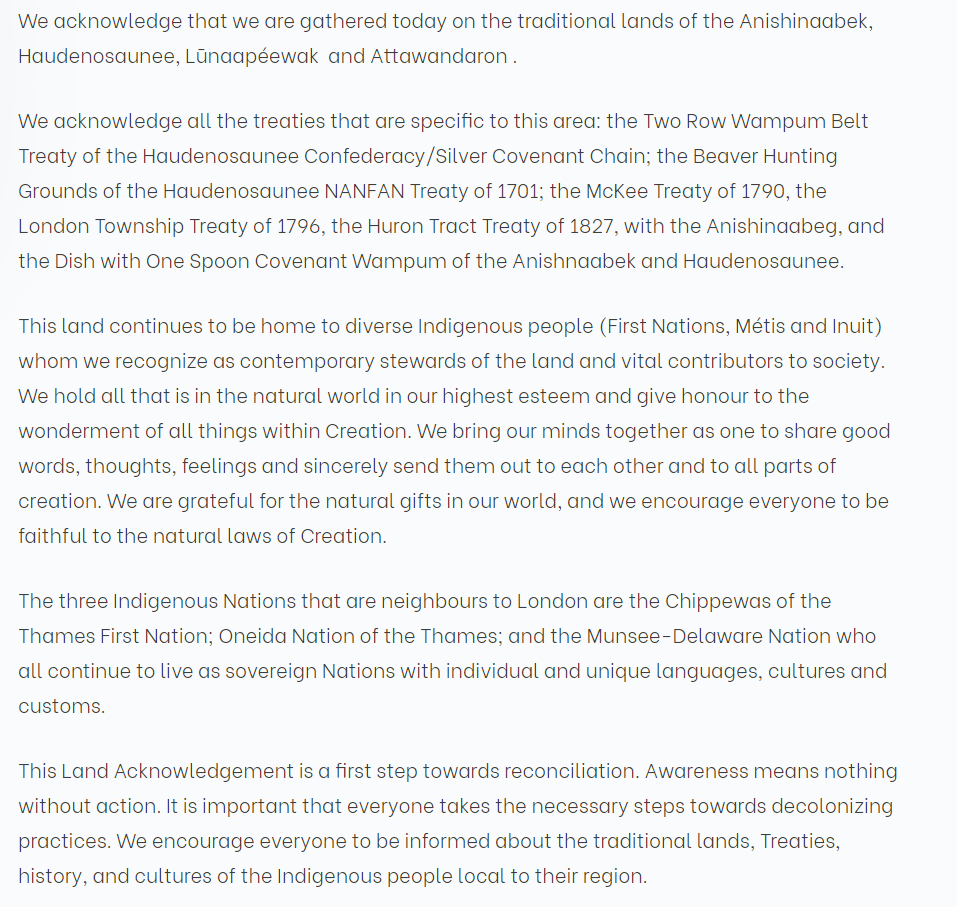 We acknowledge that we are gathered today on the traditional lands of the Anishinaabek,
Haudenosaunee, Lūnaapéewak  and Attawandaron .
We acknowledge all the treaties that are specific to this area: the Two Row Wampum Belt
Treaty of the Haudenosaunee Confederacy/Silver Covenant Chain; the Beaver Hunting
Grounds of the Haudenosaunee NANFAN Treaty of 1701; the McKee Treaty of 1790, the
London Township Treaty of 1796, the Huron Tract Treaty of 1827, with the Anishinaabeg, and
the Dish with One Spoon Covenant Wampum of the Anishnaabek and Haudenosaunee.
This land continues to be home to diverse Indigenous people (First Nations, Métis and Inuit)
whom we recognize as contemporary stewards of the land and vital contributors to society.
We hold all that is in the natural world in our highest esteem and give honour to the
wonderment of all things within Creation. We bring our minds together as one to share good
words, thoughts, feelings and sincerely send them out to each other and to all parts of
creation. We are grateful for the natural gifts in our world, and we encourage everyone to be
faithful to the natural laws of Creation.
The three Indigenous Nations that are neighbours to London are the Chippewas of the
Thames First Nation; Oneida Nation of the Thames; and the Munsee-Delaware Nation who
all continue to live as sovereign Nations with individual and unique languages, cultures and
customs.
This Land Acknowledgement is a first step towards reconciliation. Awareness means nothing
without action. It is important that everyone takes the necessary steps towards decolonizing
practices. We encourage everyone to be informed about the traditional lands, Treaties,
history, and cultures of the Indigenous people local to their region.